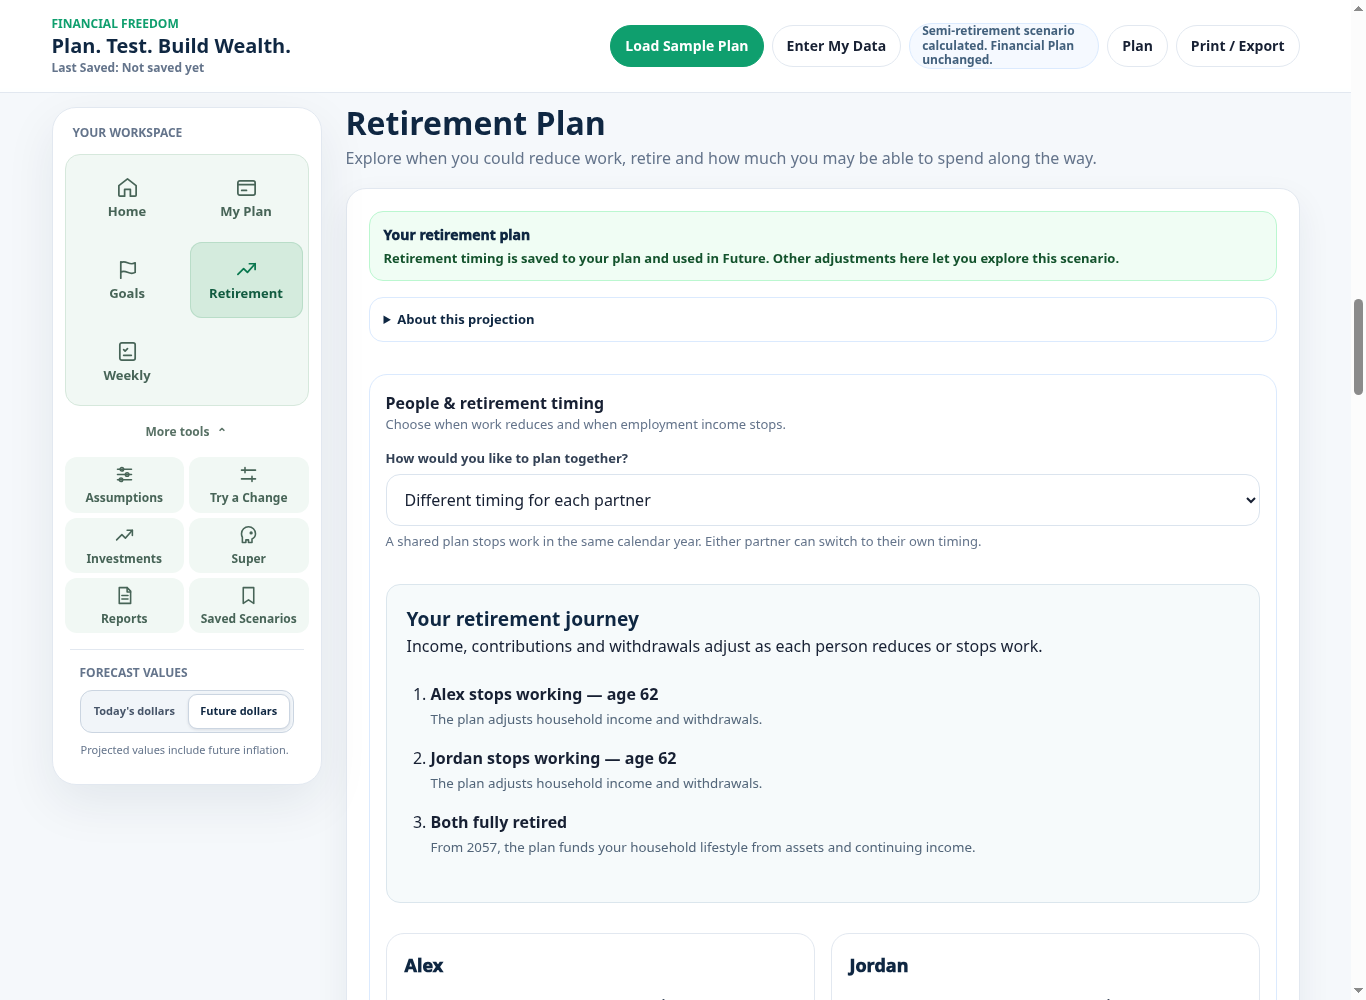 FINANCIAL FREEDOM
Plan. Test. Build Wealth.
Last Saved: Not saved yet
Load Sample Plan
Enter My Data
Semi-retirement scenario
calculated. Financial Plan
unchanged.
Plan
Print / Export
YOUR WORKSPACE
Home
My Plan
Goals
Retirement
Weekly
More tools
Assumptions
Try a Change
Investments
Super
Reports
Saved Scenarios
FORECAST VALUES
Today's dollars
Future dollars
Projected values include future inflation.
Retirement Plan
Explore when you could reduce work, retire and how much you may be able to spend along the way.
Your retirement plan
Retirement timing is saved to your plan and used in Future. Other adjustments here let you explore this scenario.
About this projection
People & retirement timing
Choose when work reduces and when employment income stops.
How would you like to plan together?
Different timing for each partner
A shared plan stops work in the same calendar year. Either partner can switch to their own timing.
Your retirement journey
Income, contributions and withdrawals adjust as each person reduces or stops work.
1. Alex stops working — age 62
The plan adjusts household income and withdrawals.
2. Jordan stops working — age 62
The plan adjusts household income and withdrawals.
3. Both fully retired
From 2057, the plan funds your household lifestyle from assets and continuing income.
Alex
Jordan